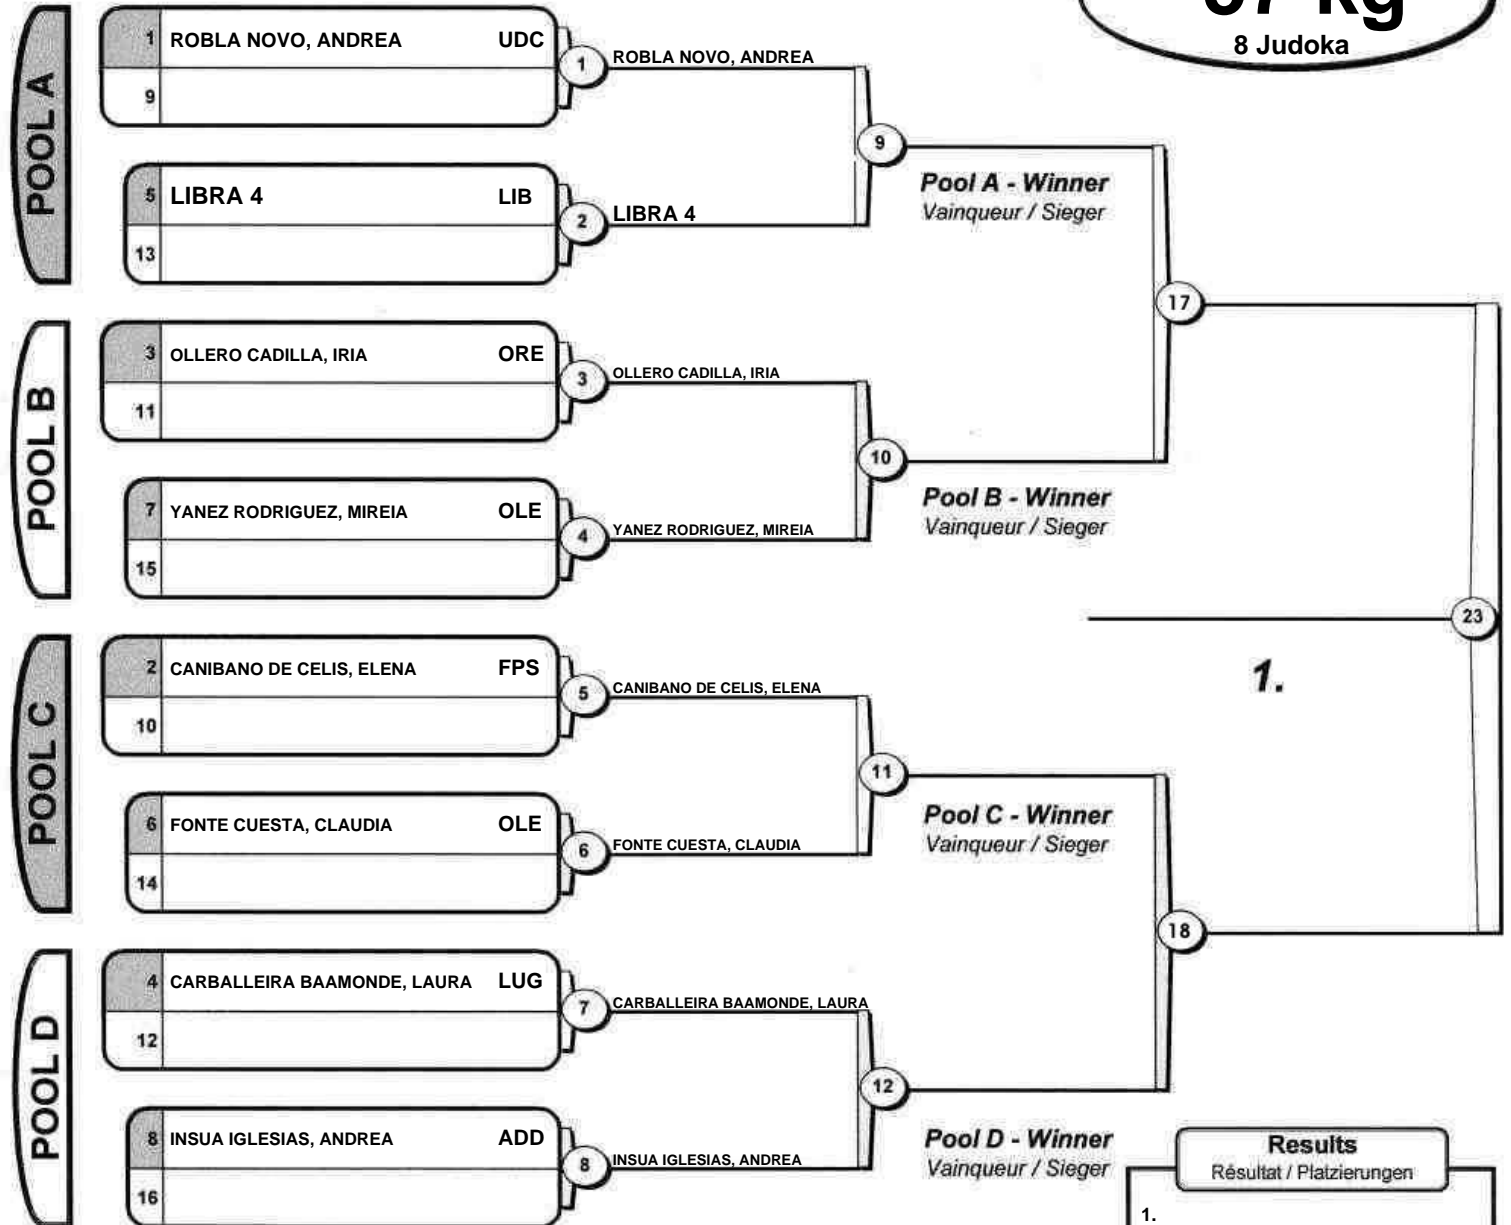 8 Judoka
POOL A
1 ROBLA NOVO, ANDREA UDC
9
1 ROBLA NOVO, ANDREA
5 LIBRA 4 LIB
13
2 LIBRA 4
9
Pool A - Winner
Vainqueur / Sieger
POOL B
3 OLLERO CADILLA, IRIA ORE
11
3 OLLERO CADILLA, IRIA
7 YANEZ RODRIGUEZ, MIREIA OLE
15
4 YANEZ RODRIGUEZ, MIREIA
10
Pool B - Winner
Vainqueur / Sieger
17
POOL C
2 CANIBANO DE CELIS, ELENA FPS
10
5 CANIBANO DE CELIS, ELENA
6 FONTE CUESTA, CLAUDIA OLE
14
6 FONTE CUESTA, CLAUDIA
11
Pool C - Winner
Vainqueur / Sieger
POOL D
4 CARBALLEIRA BAAMONDE, LAURA LUG
12
7 CARBALLEIRA BAAMONDE, LAURA
8 INSUA IGLESIAS, ANDREA ADD
16
8 INSUA IGLESIAS, ANDREA
12
Pool D - Winner
Vainqueur / Sieger
18
23
1.
Results
Résultat / Platzierungen
1.